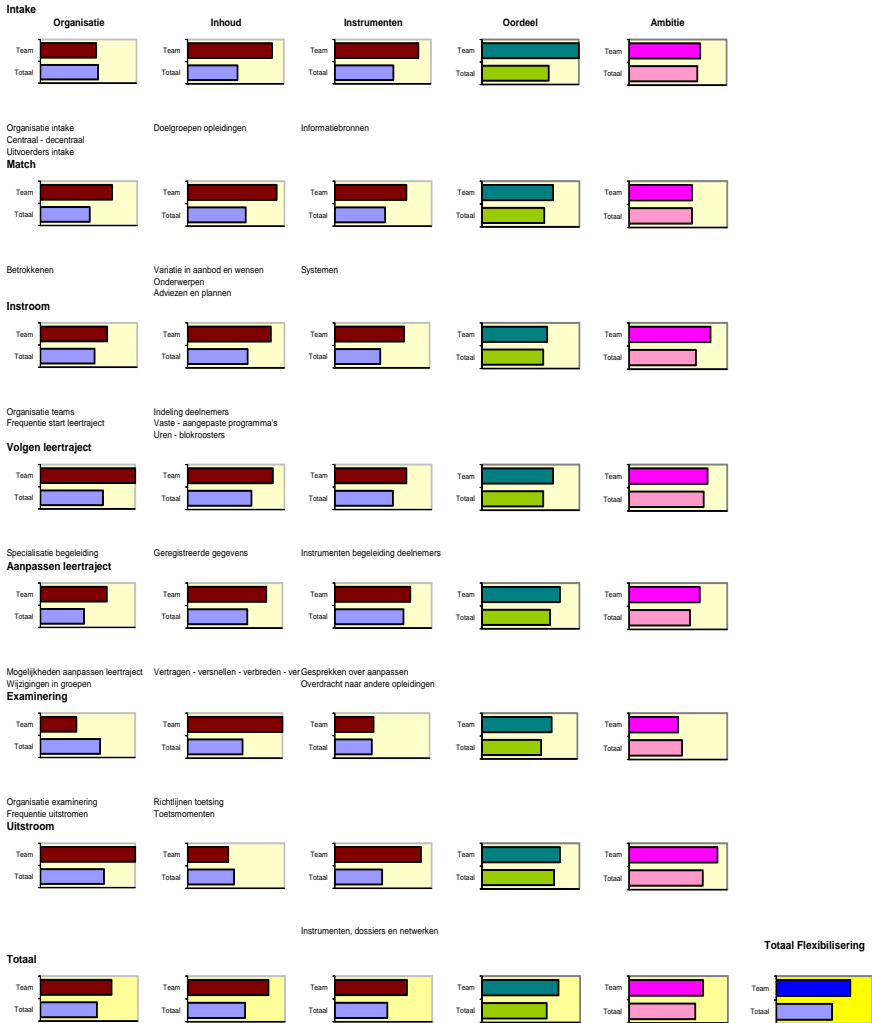 Intake
Organisatie Inhoud Instrumenten Oordeel Ambitie
Team Team Team Team Team
Totaal Totaal Totaal Totaal Totaal
Organisatie intake Doelgroepen opleidingen Informatiebronnen
Centraal - decentraal
Uitvoerders intake
Match
Team Team Team Team Team
Totaal Totaal Totaal Totaal Totaal
Betrokkenen Variatie in aanbod en wensen Systemen
Onderwerpen
Adviezen en plannen
Instroom
Team Team Team Team Team
Totaal Totaal Totaal Totaal Totaal
Organisatie teams Indeling deelnemers
Frequentie start leertraject Vaste - aangepaste programma's
Uren - blokroosters
Volgen leertraject
Team Team Team Team Team
Totaal Totaal Totaal Totaal Totaal
Specialisatie begeleiding Geregistreerde gegevens Instrumenten begeleiding deelnemers
Aanpassen leertraject
Team Team Team Team Team
Totaal Totaal Totaal Totaal Totaal
Mogelijkheden aanpassen leertraject Vertragen - versnellen - verbreden - ver Gesprekken over aanpassen
Wijzigingen in groepen Overdracht naar andere opleidingen
Examinering
Team Team Team Team Team
Totaal Totaal Totaal Totaal Totaal
Organisatie examinering Richtlijnen toetsing
Frequentie uitstromen Toetsmomenten
Uitstroom
Team Team Team Team Team
Totaal Totaal Totaal Totaal Totaal
Instrumenten, dossiers en netwerken
Totaal Flexibilisering
Totaal
Team Team Team Team Team Team
Totaal Totaal Totaal Totaal Totaal Totaal